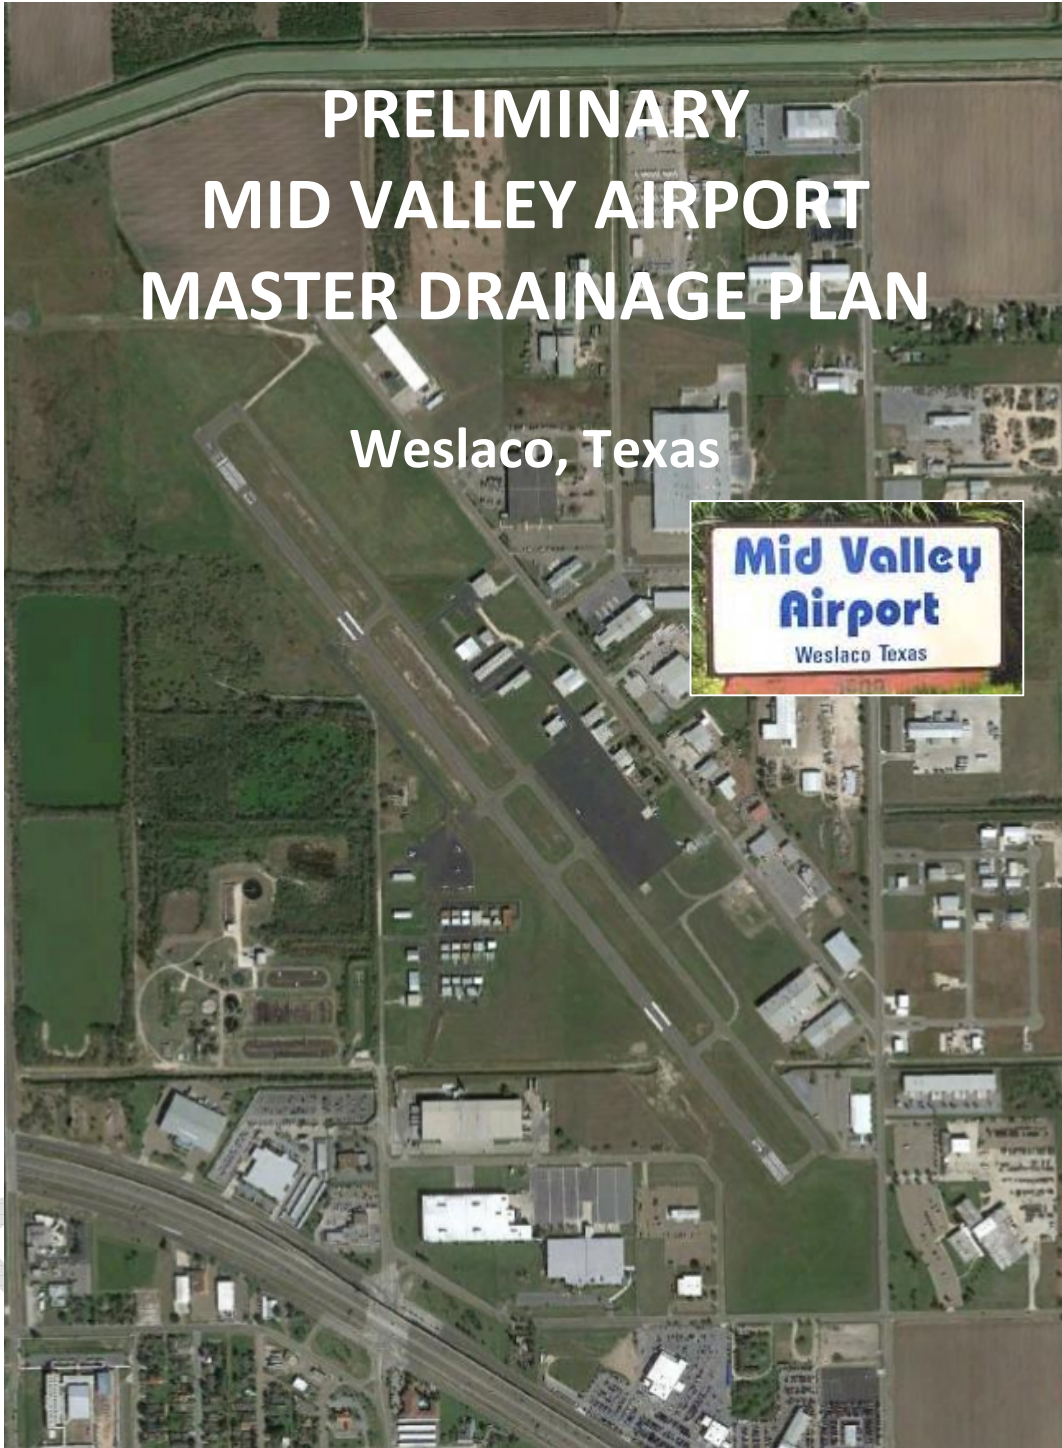 PRELIMINARY
MID VALLEY AIRPORT
MASTER DRAINAGE PLAN
Weslaco, Texas
Mid Valley
Airport
Weslaco Texas